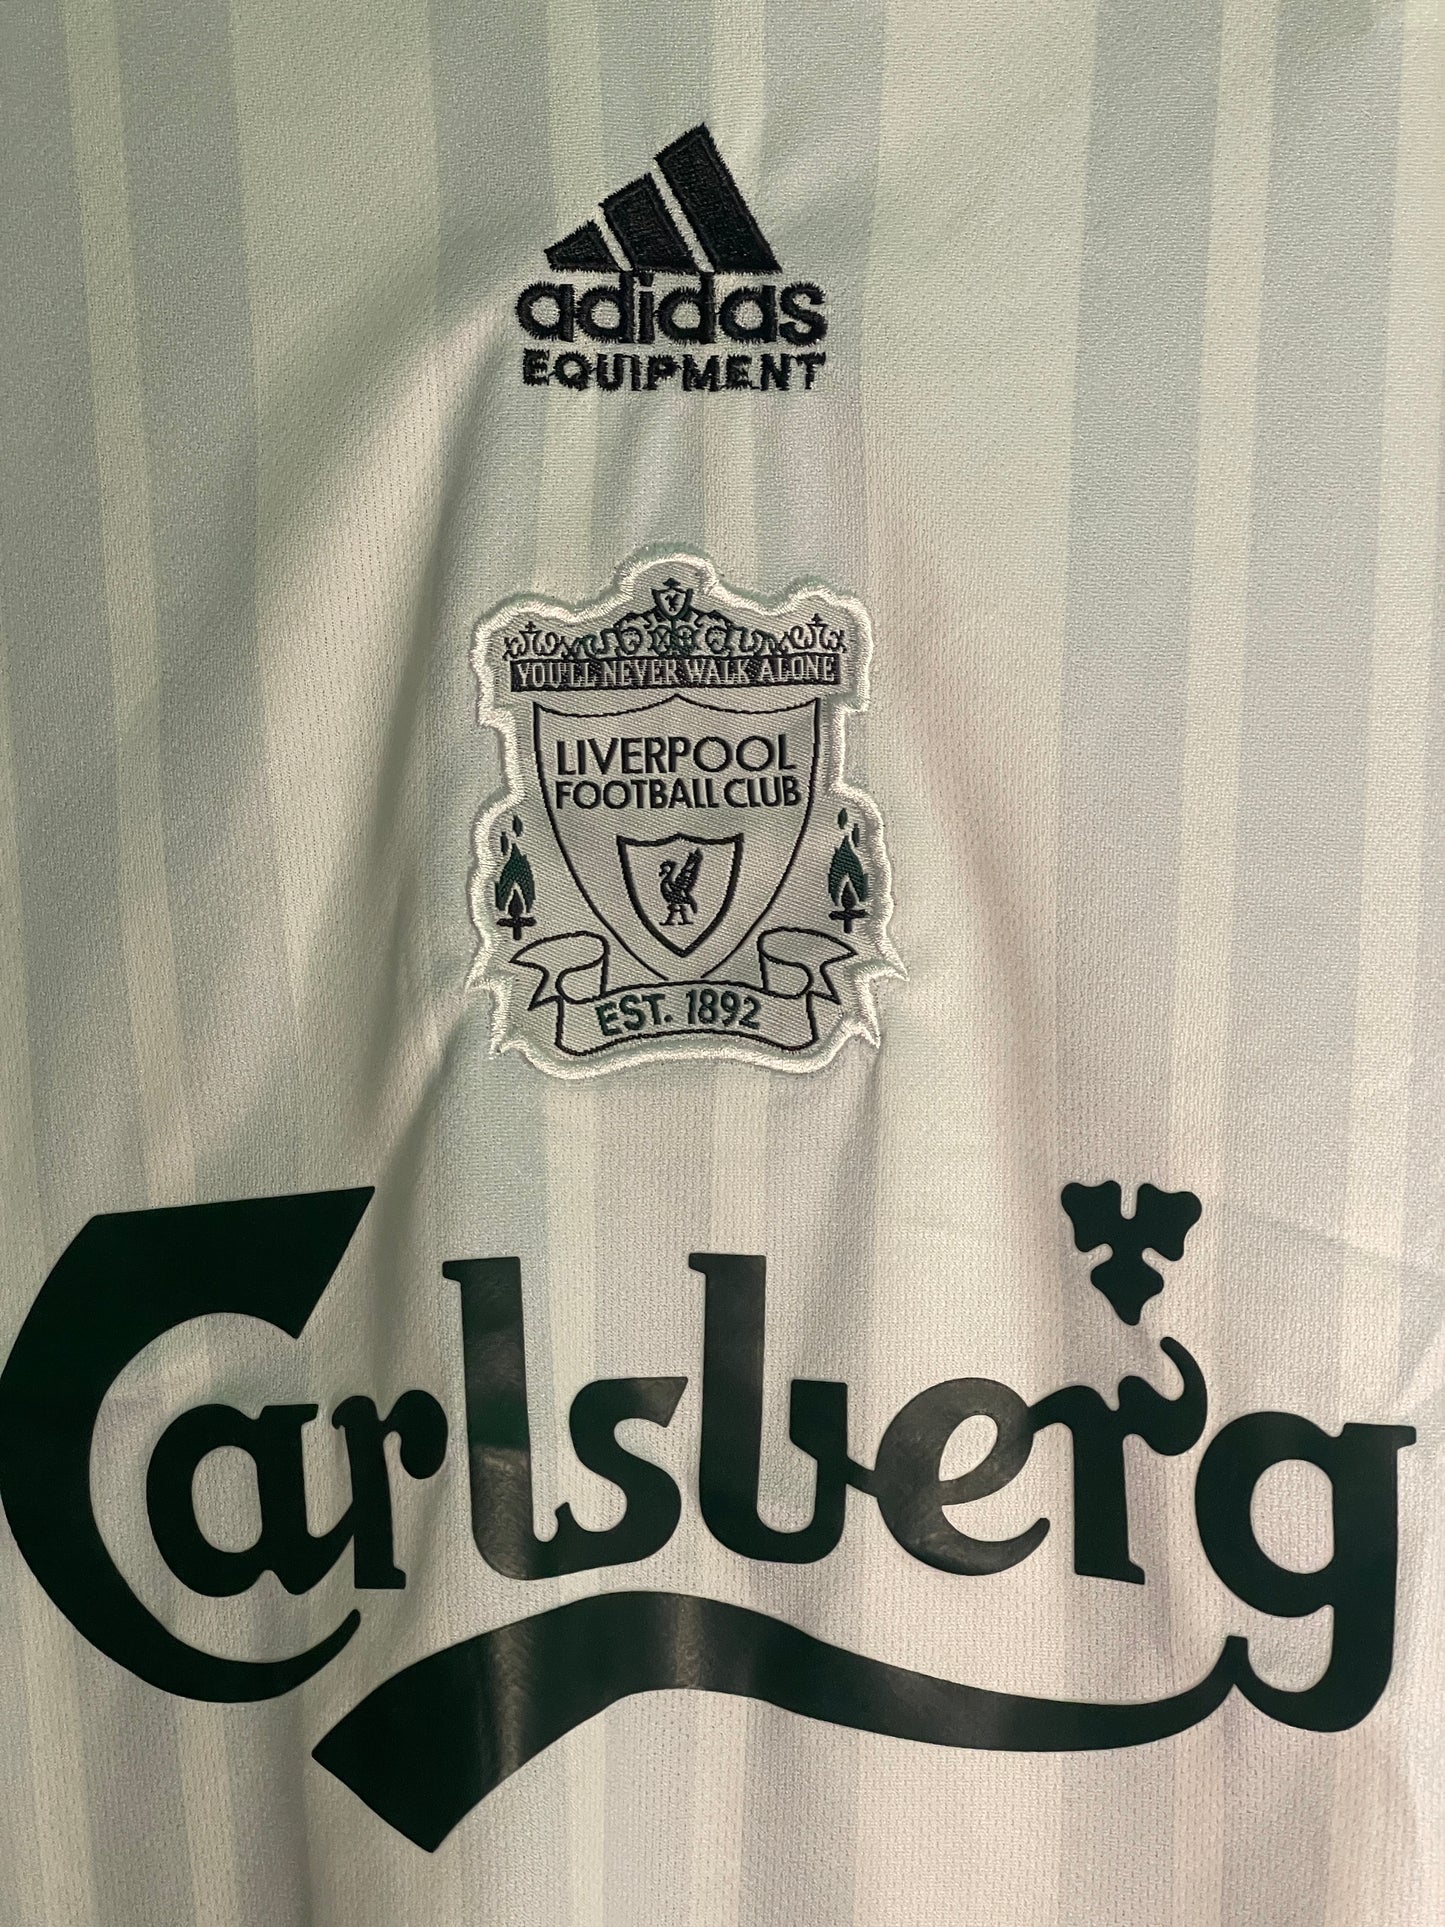 adidas
EQUIPMENT
YOU'LL NEVER WALK ALONE
LIVERPOOL
FOOTBALL CLUB
EST. 1892
Carlsberg